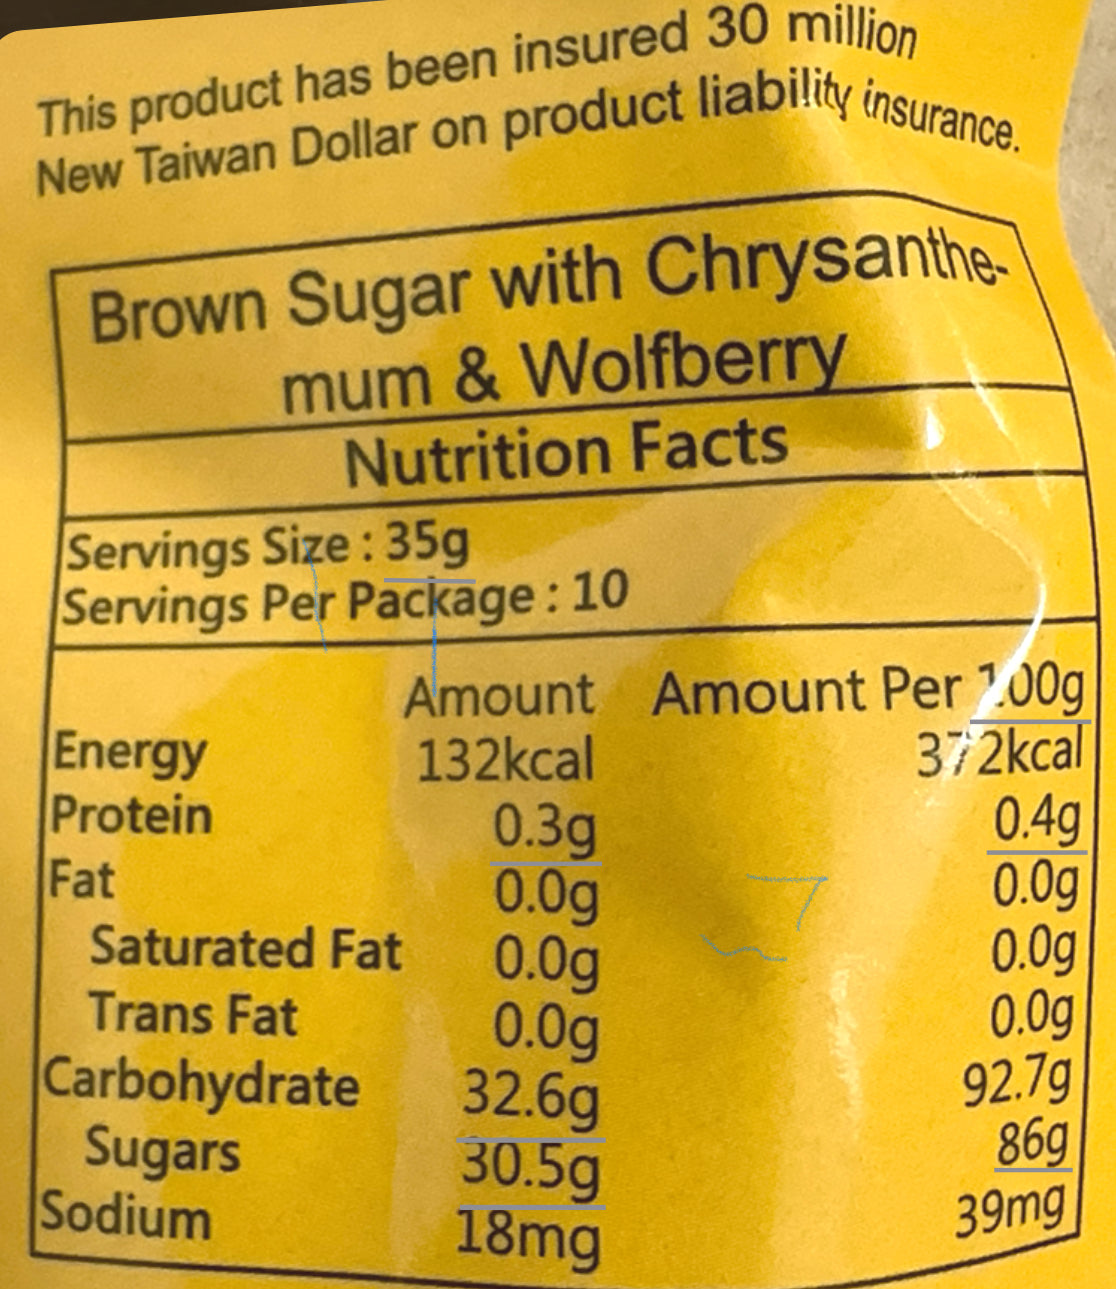 This product has been insured 30 million
New Taiwan Dollar on product liability insurance.
Brown Sugar with Chrysanthe-
mum & Wolfberry
Nutrition Facts
Servings Size : 35g
Servings Per Package : 10
Amount Amount Per 100g
Energy 132kcal 372kcal
Protein 0.3g 0.4g
Fat 0.0g 0.0g
Saturated Fat 0.0g 0.0g
Trans Fat 0.0g 0.0g
Carbohydrate 32.6g 92.7g
Sugars 30.5g 86g
Sodium 18mg 39mg